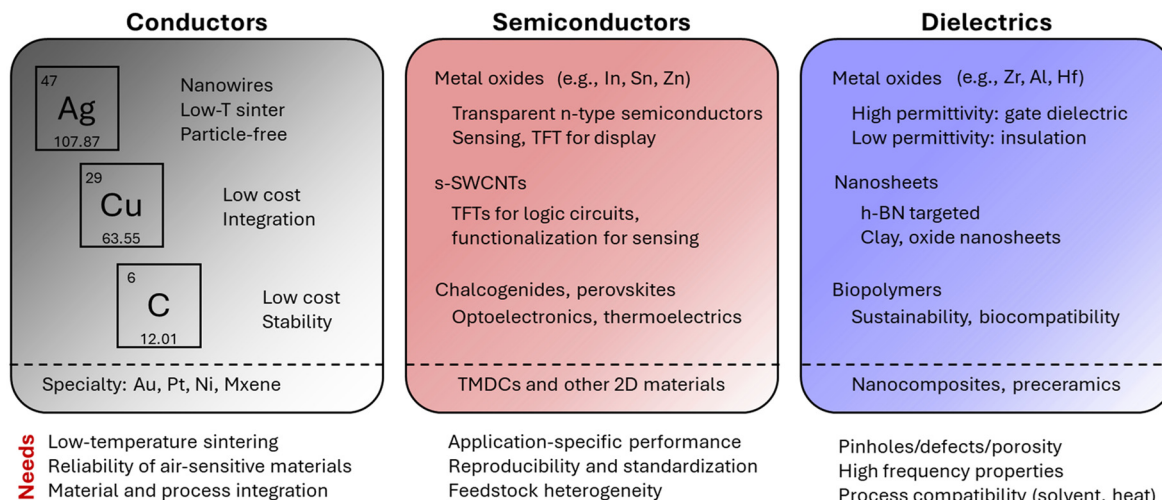 Conductors
47
Ag
107.87
Nanowires
Low-T sinter
Particle-free
29
Cu
63.55
Low cost
Integration
6
C
12.01
Low cost
Stability
Specialty: Au, Pt, Ni, Mxene
Semiconductors
Metal oxides (e.g., In, Sn, Zn)
Transparent n-type semiconductors
Sensing, TFT for display
s-SWCNTs
TFTs for logic circuits,
functionalization for sensing
Chalcogenides, perovskites
Optoelectronics, thermoelectrics
TMDCs and other 2D materials
Dielectrics
Metal oxides (e.g., Zr, Al, Hf)
High permittivity: gate dielectric
Low permittivity: insulation
Nanosheets
h-BN targeted
Clay, oxide nanosheets
Biopolymers
Sustainability, biocompatibility
Nanocomposites, preceramics
Needs
Low-temperature sintering
Reliability of air-sensitive materials
Material and process integration
Application-specific performance
Reproducibility and standardization
Feedstock heterogeneity
Pinholes/defects/porosity
High frequency properties
Process compatibility (solvent, heat)